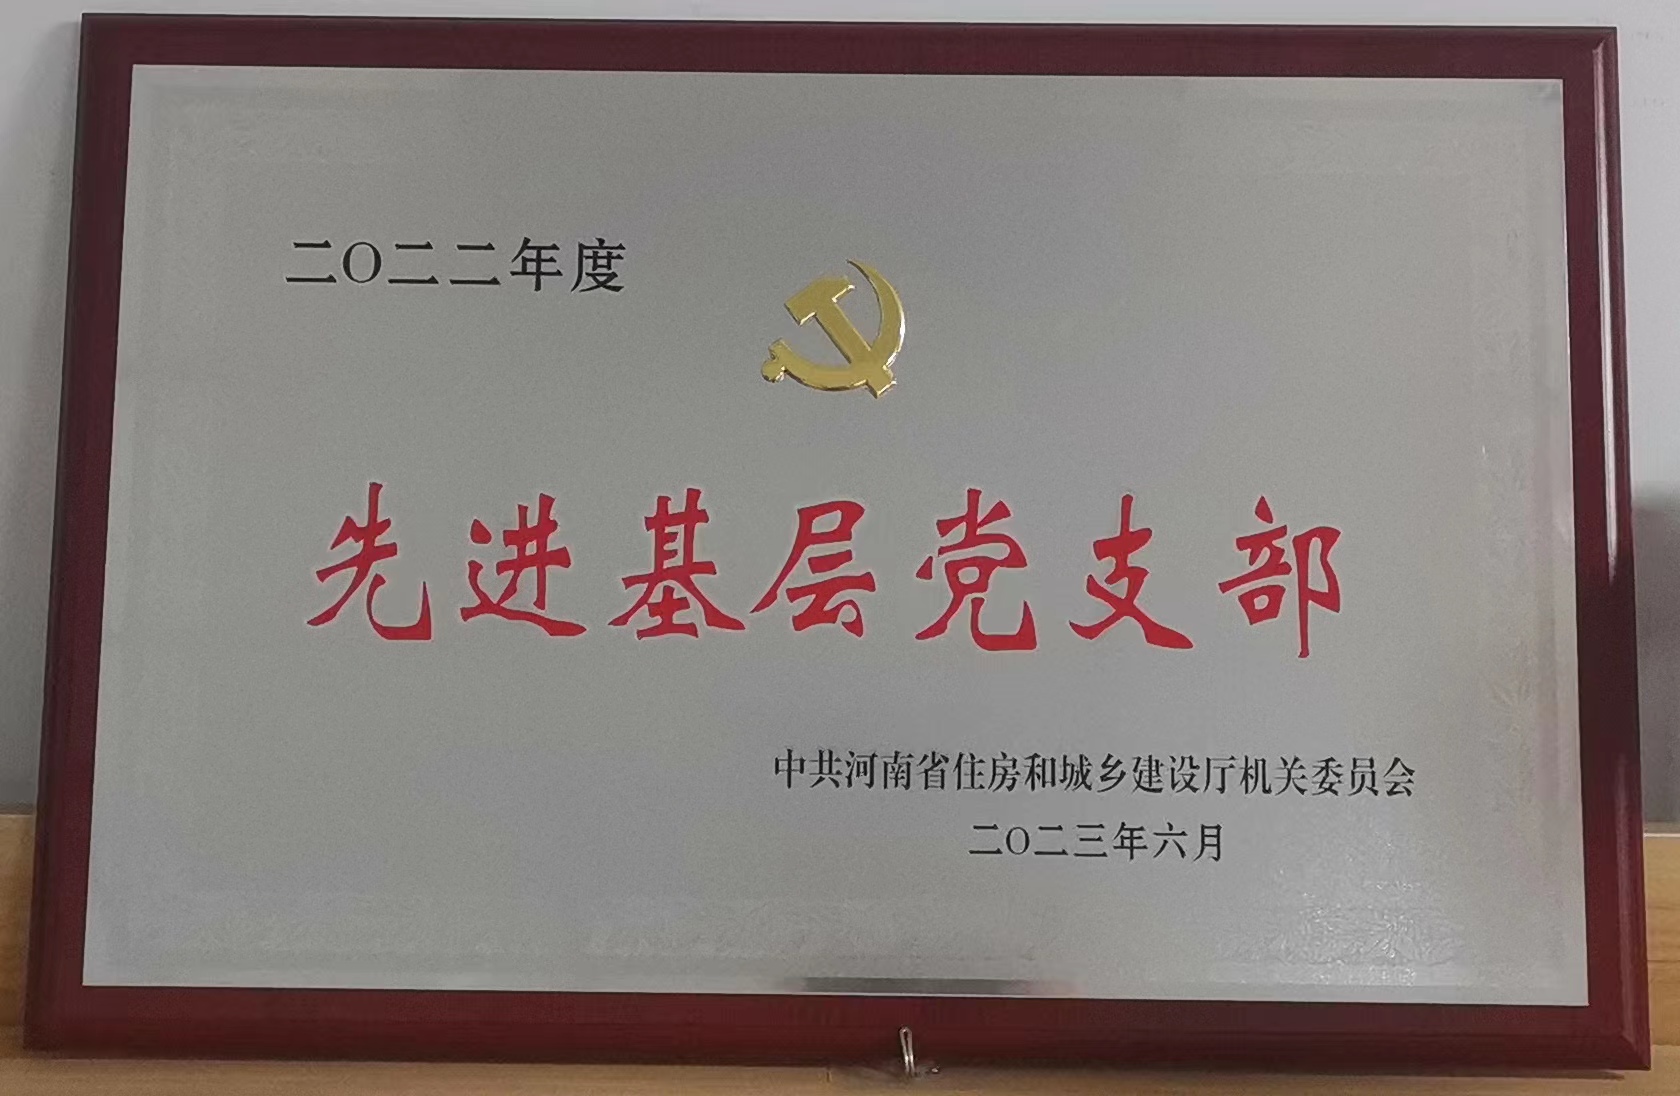 二〇二二年度
先进基层党支部
中共河南省住房和城乡建设厅机关委员会
二〇二三年六月